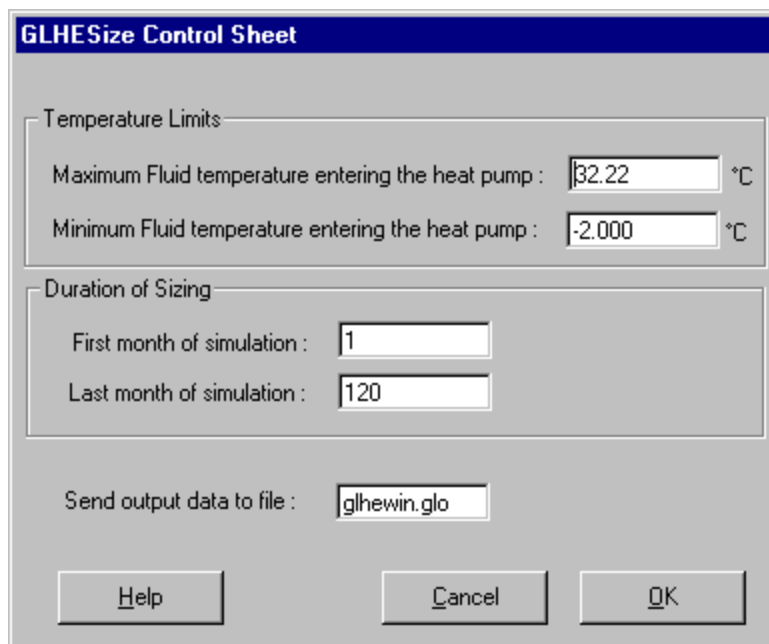 GLHESize Control Sheet
Temperature Limits
Maximum Fluid temperature entering the heat pump : 32.22 °C
Minimum Fluid temperature entering the heat pump : -2.000 °C
Duration of Sizing
First month of simulation : 1
Last month of simulation : 120
Send output data to file : glhewin.glo
Help Cancel OK